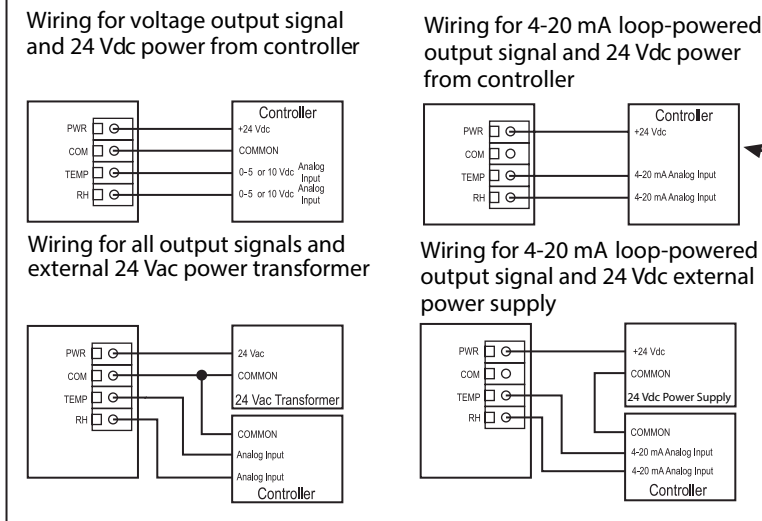 Wiring for voltage output signal
and 24 Vdc power from controller
Controller
PWR
+24 Vdc
COM
COMMON
TEMP
0-5 or 10 Vdc Analog
Input
RH
0-5 or 10 Vdc Analog
Input
Wiring for 4-20 mA loop-powered
output signal and 24 Vdc power
from controller
Controller
PWR
+24 Vdc
COM
TEMP
4-20 mA Analog Input
RH
4-20 mA Analog Input
Wiring for all output signals and
external 24 Vac power transformer
PWR
24 Vac
COM
COMMON
TEMP
24 Vac Transformer
RH
COMMON
Analog Input
Analog Input
Controller
Wiring for 4-20 mA loop-powered
output signal and 24 Vdc external
power supply
PWR
+24 Vdc
COM
COMMON
TEMP
24 Vdc Power Supply
RH
COMMON
4-20 mA Analog Input
4-20 mA Analog Input
Controller